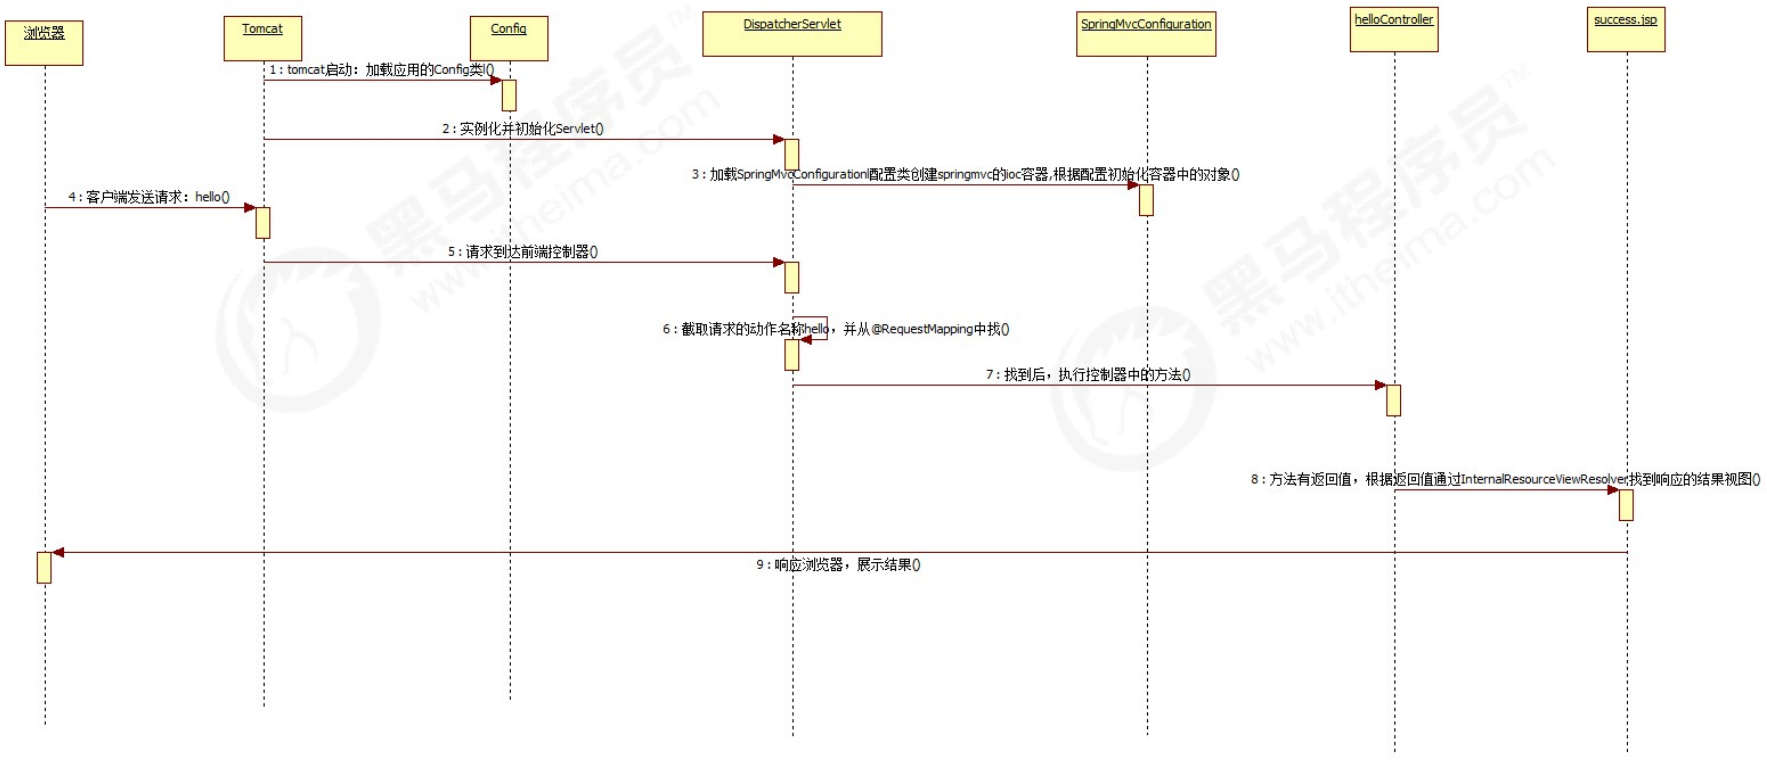 浏览器
Tomcat
Config
DispatcherServlet
SpringMvcConfiguration
helloController
success.jsp
1 : tomcat启动：加载应用的Config类()
2 : 实例化并初始化Servlet()
3 : 加载SpringMvcConfiguration配置类创建springmvc的ioc容器,根据配置初始化容器中的对象()
4 : 客户端发送请求：hello()
5 : 请求到达前端控制器()
6 : 截取请求的动作名称hello，并从@RequestMapping中找()
7 : 找到后，执行控制器中的方法()
8 : 方法有返回值，根据返回值通过InternalResourceViewResolver找到响应的结果视图()
9 : 响应浏览器，展示结果()
黑马程序员™
www.itheima.com
黑马程序员™
www.itheima.com